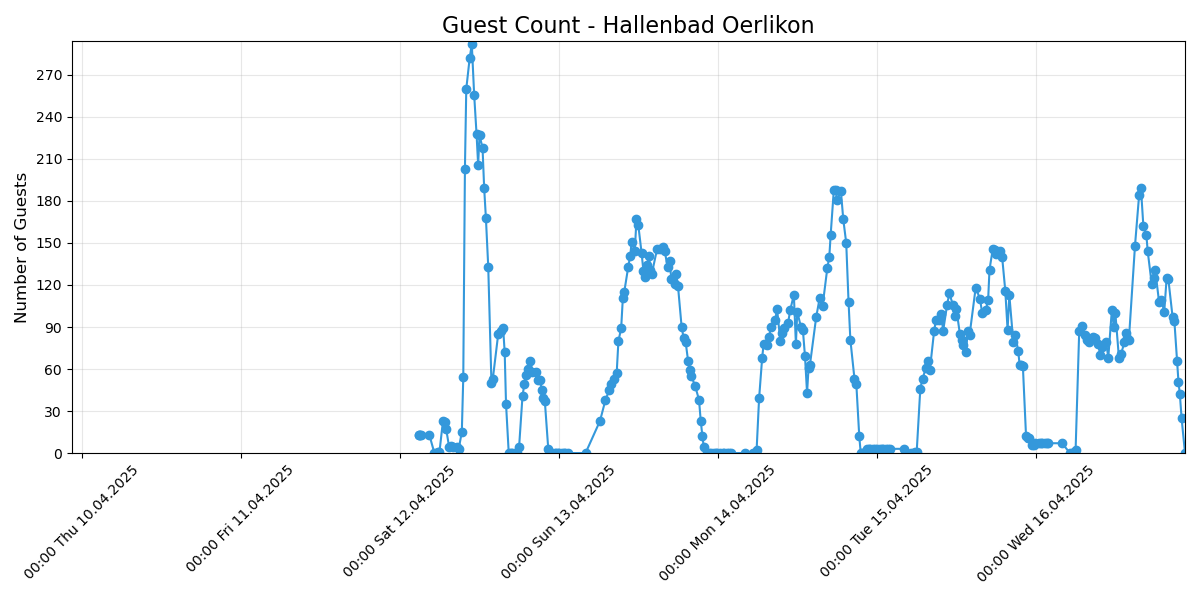 Guest Count - Hallenbad Oerlikon
Number of Guests
270
240
210
180
150
120
90
60
30
0
00:00 Thu 10.04.2025
00:00 Fri 11.04.2025
00:00 Sat 12.04.2025
00:00 Sun 13.04.2025
00:00 Mon 14.04.2025
00:00 Tue 15.04.2025
00:00 Wed 16.04.2025